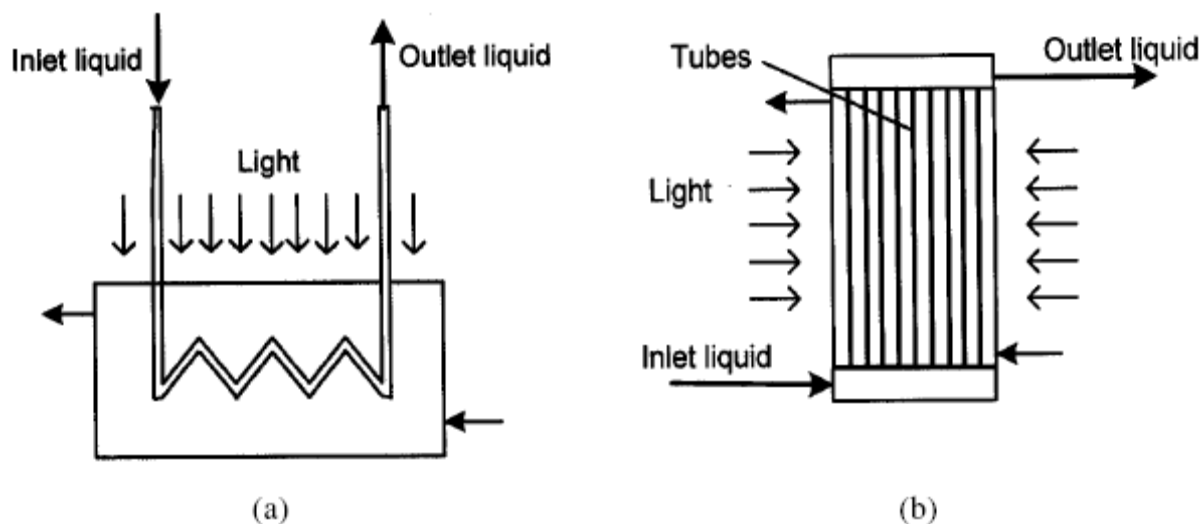 Inlet liquid
Outlet liquid
Light
(a)
Tubes
Outlet liquid
Light
Inlet liquid
(b)